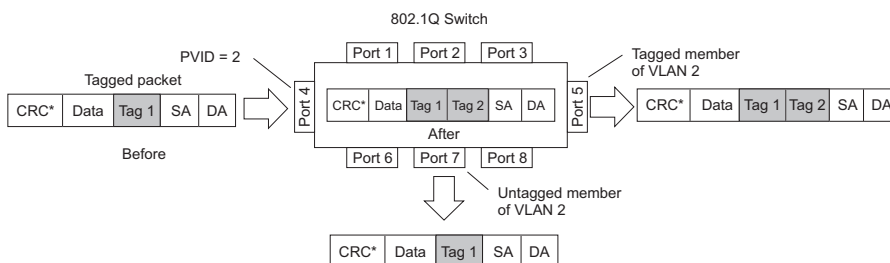 802.1Q Switch
Port 1 Port 2 Port 3
PVID = 2
Tagged member
of VLAN 2
Tagged packet
CRC* Data Tag 1 SA DA
Before
Port 4
CRC* Data Tag 1 Tag 2 SA DA
After
Port 5
CRC* Data Tag 1 Tag 2 SA DA
Port 6 Port 7 Port 8
Untagged member
of VLAN 2
CRC* Data Tag 1 SA DA